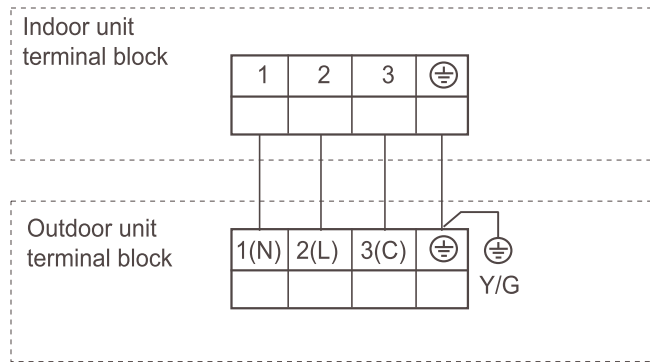 Indoor unit
terminal block
1 2 3
Outdoor unit
terminal block
1(N) 2(L) 3(C)
Y/G